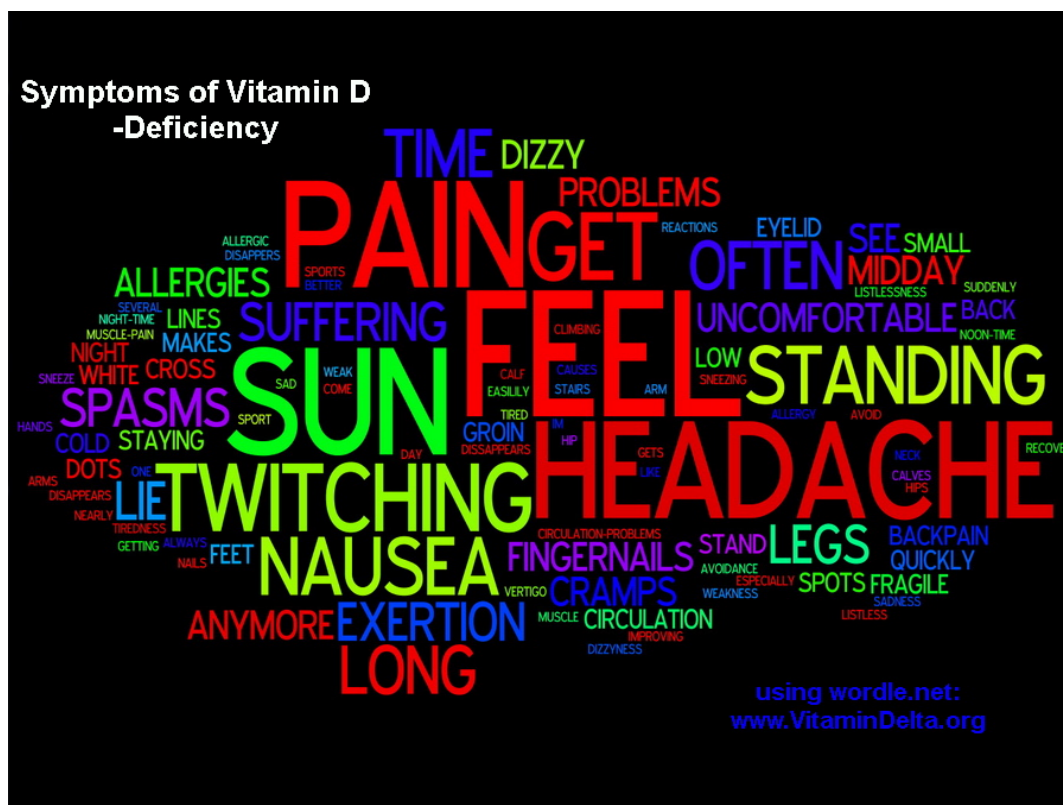 Symptoms of Vitamin D
-Deficiency
TIME
DIZZY
PROBLEMS
PAIN
GET
REACTIONS
EYELID
SEE
SMALL
ALLERGIC
DISAPPERS
SPORTS
BETTER
OFTEN
MIDDAY
LISTLESSNESS
SUDDENLY
ALLERGIES
SEVERAL
NIGHT-TIME
LINES
SUFFERING
FEEL
CLIMBING
UNCOMFORTABLE
BACK
NOON-TIME
MUSCLE-PAIN
MAKES
NIGHT
WHITE
CROSS
SNEEZE
SUN
SAD
WEAK
COME
CALF
EASILILY
CAUSES
STAIRS
ARM
LOW
SNEEZING
STANDING
SPASMS
SPORT
TIRED
IM
ALLERGY
AVOID
HANDS
COLD
STAYING
GROIN
HIP
DISSAPPEARS
DAY
GETS
LIKE
HEADACHE
NECK
RECOVE
CALVES
HIPS
DOTS
ONE
ARMS
DISAPPEARS
LIE
TWITCHING
NEARLY
TIREDNESS
CIRCULATION-PROBLEMS
GETTING
ALWAYS
NAILS
FEET
NAUSEA
FINGERNAILS
STAND
LEGS
BACKPAIN
QUICKLY
AVOIDANCE
ESPECIALLY
SPOTS
FRAGILE
VERTIGO
CRAMPS
WEAKNESS
SADNESS
LISTLESS
ANYMORE
EXERTION
MUSCLE
CIRCULATION
IMPROVING
DIZZYNESS
LONG
using wordle.net:
www.VitaminDelta.org